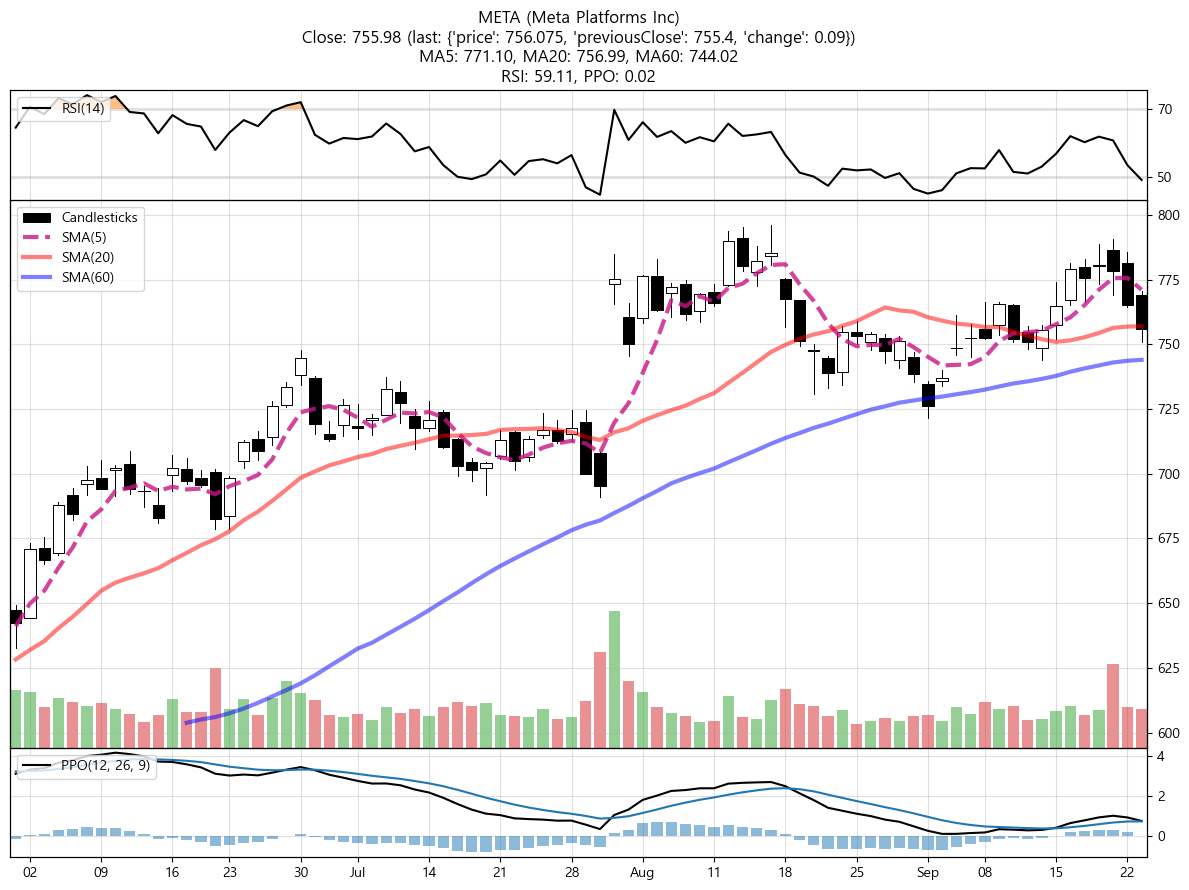 META (Meta Platforms Inc)
Close: 755.98 (last: {'price': 756.075, 'previousClose': 755.4, 'change': 0.09})
MA5: 771.10, MA20: 756.99, MA60: 744.02
RSI: 59.11, PPO: 0.02
RSI(14)
70
50
Candlesticks
SMA(5)
SMA(20)
SMA(60)
800
775
750
725
700
675
650
625
600
PPO(12, 26, 9)
4
2
0
02 09 16 23 30 Jul 14 21 28 Aug 11 18 25 Sep 08 15 22